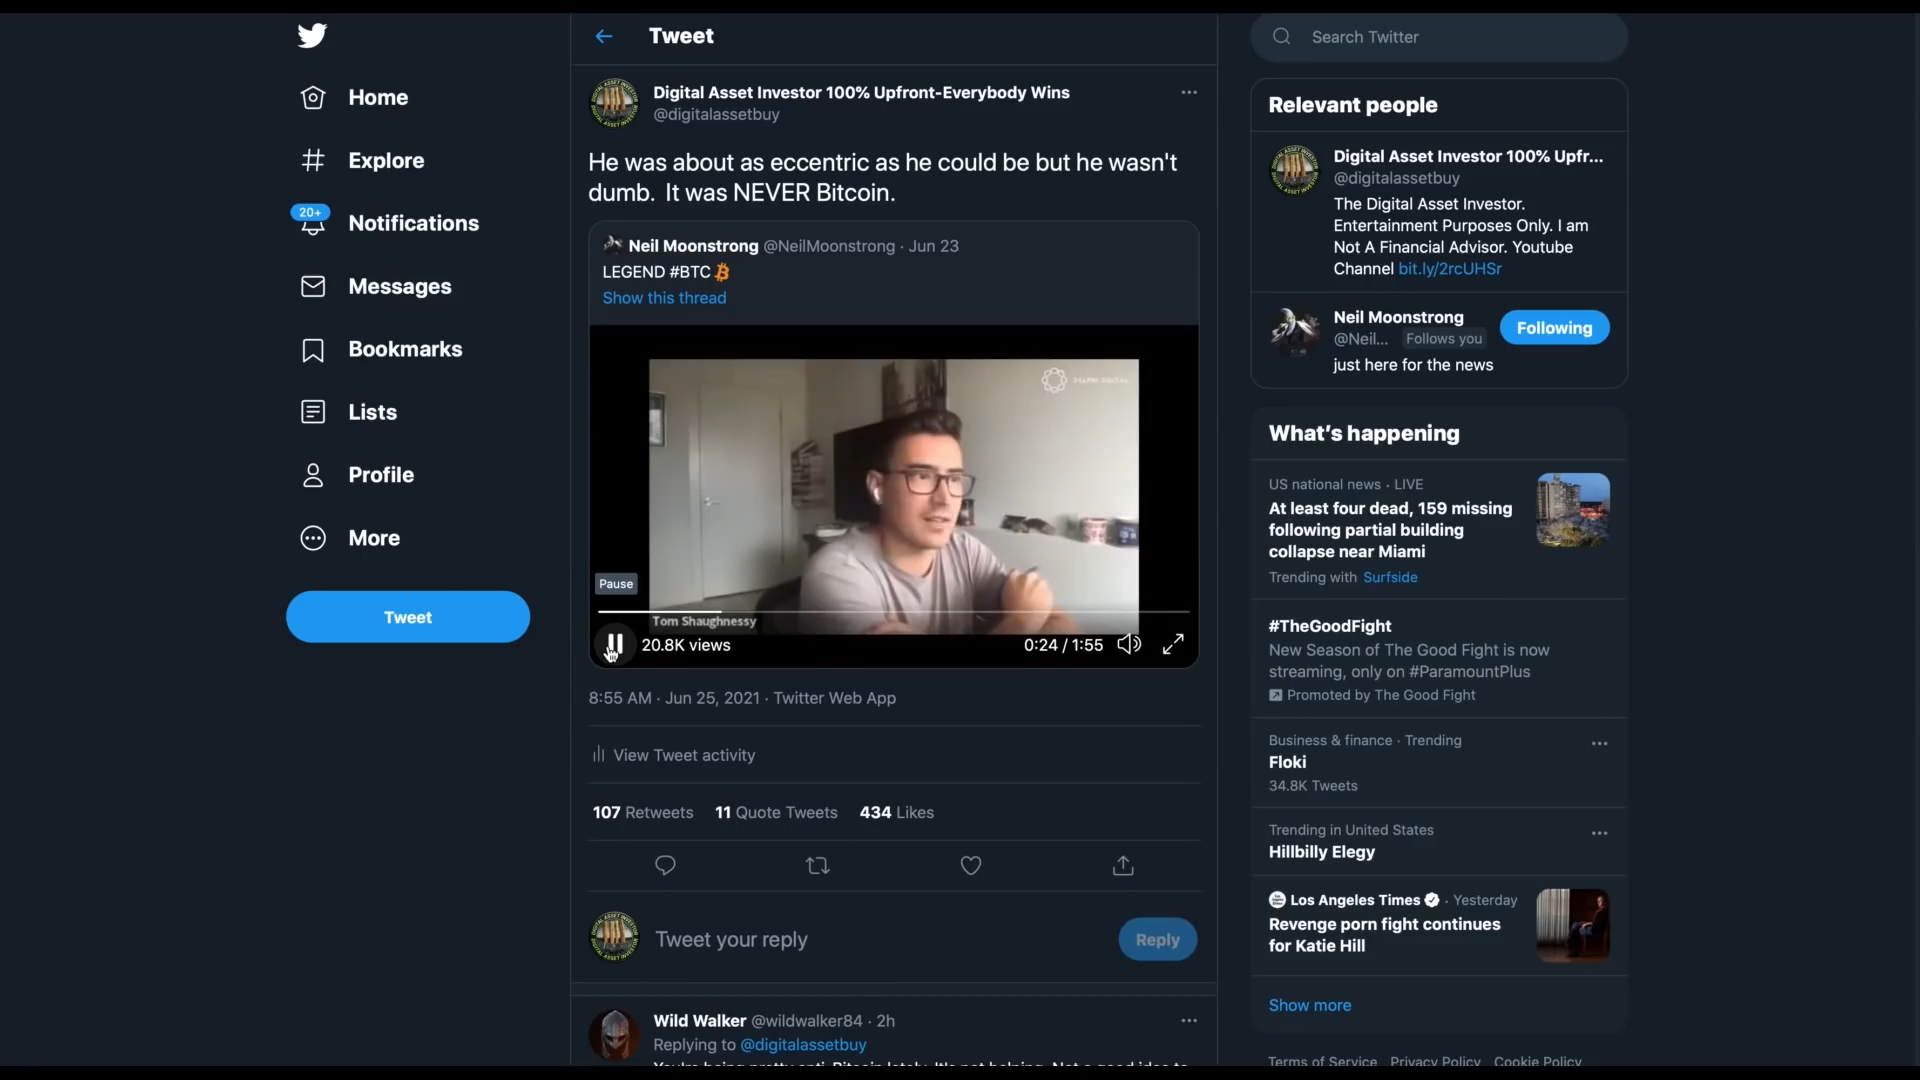 Home
Explore
20+
Notifications
Messages
Bookmarks
Lists
Profile
More
Tweet
Tweet
Digital Asset Investor 100% Upfront-Everybody Wins
@digitalassetbuy
He was about as eccentric as he could be but he wasn't
dumb. It was NEVER Bitcoin.
Neil Moonstrong @NeilMoonstrong · Jun 23
LEGEND #BTC
Show this thread
Pause
Tom Shaughnessy
20.8K views
0:24 / 1:55
8:55 AM · Jun 25, 2021 · Twitter Web App
View Tweet activity
107 Retweets 11 Quote Tweets 434 Likes
Tweet your reply
Reply
Wild Walker @wildwalker84 · 2h
Replying to @digitalassetbuy
Search Twitter
Relevant people
Digital Asset Investor 100% Upfr...
@digitalassetbuy
The Digital Asset Investor.
Entertainment Purposes Only. I am
Not A Financial Advisor. Youtube
Channel bit.ly/2rcUHSr
Neil Moonstrong
@Neil... Follows you
Following
just here for the news
What's happening
US national news · LIVE
At least four dead, 159 missing
following partial building
collapse near Miami
Trending with Surfside
#TheGoodFight
New Season of The Good Fight is now
streaming, only on #ParamountPlus
Promoted by The Good Fight
Business & finance · Trending
Floki
34.8K Tweets
Trending in United States
Hillbilly Elegy
Los Angeles Times · Yesterday
Revenge porn fight continues
for Katie Hill
Show more
Terms of Service Privacy Policy Cookie Policy